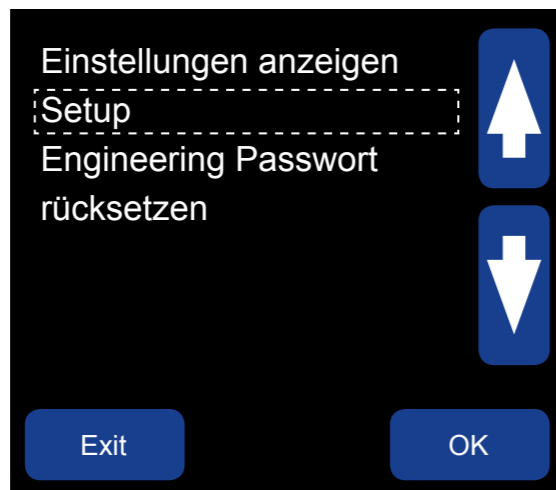 Einstellungen anzeigen
Setup
Engineering Passwort
rücksetzen
Exit
OK